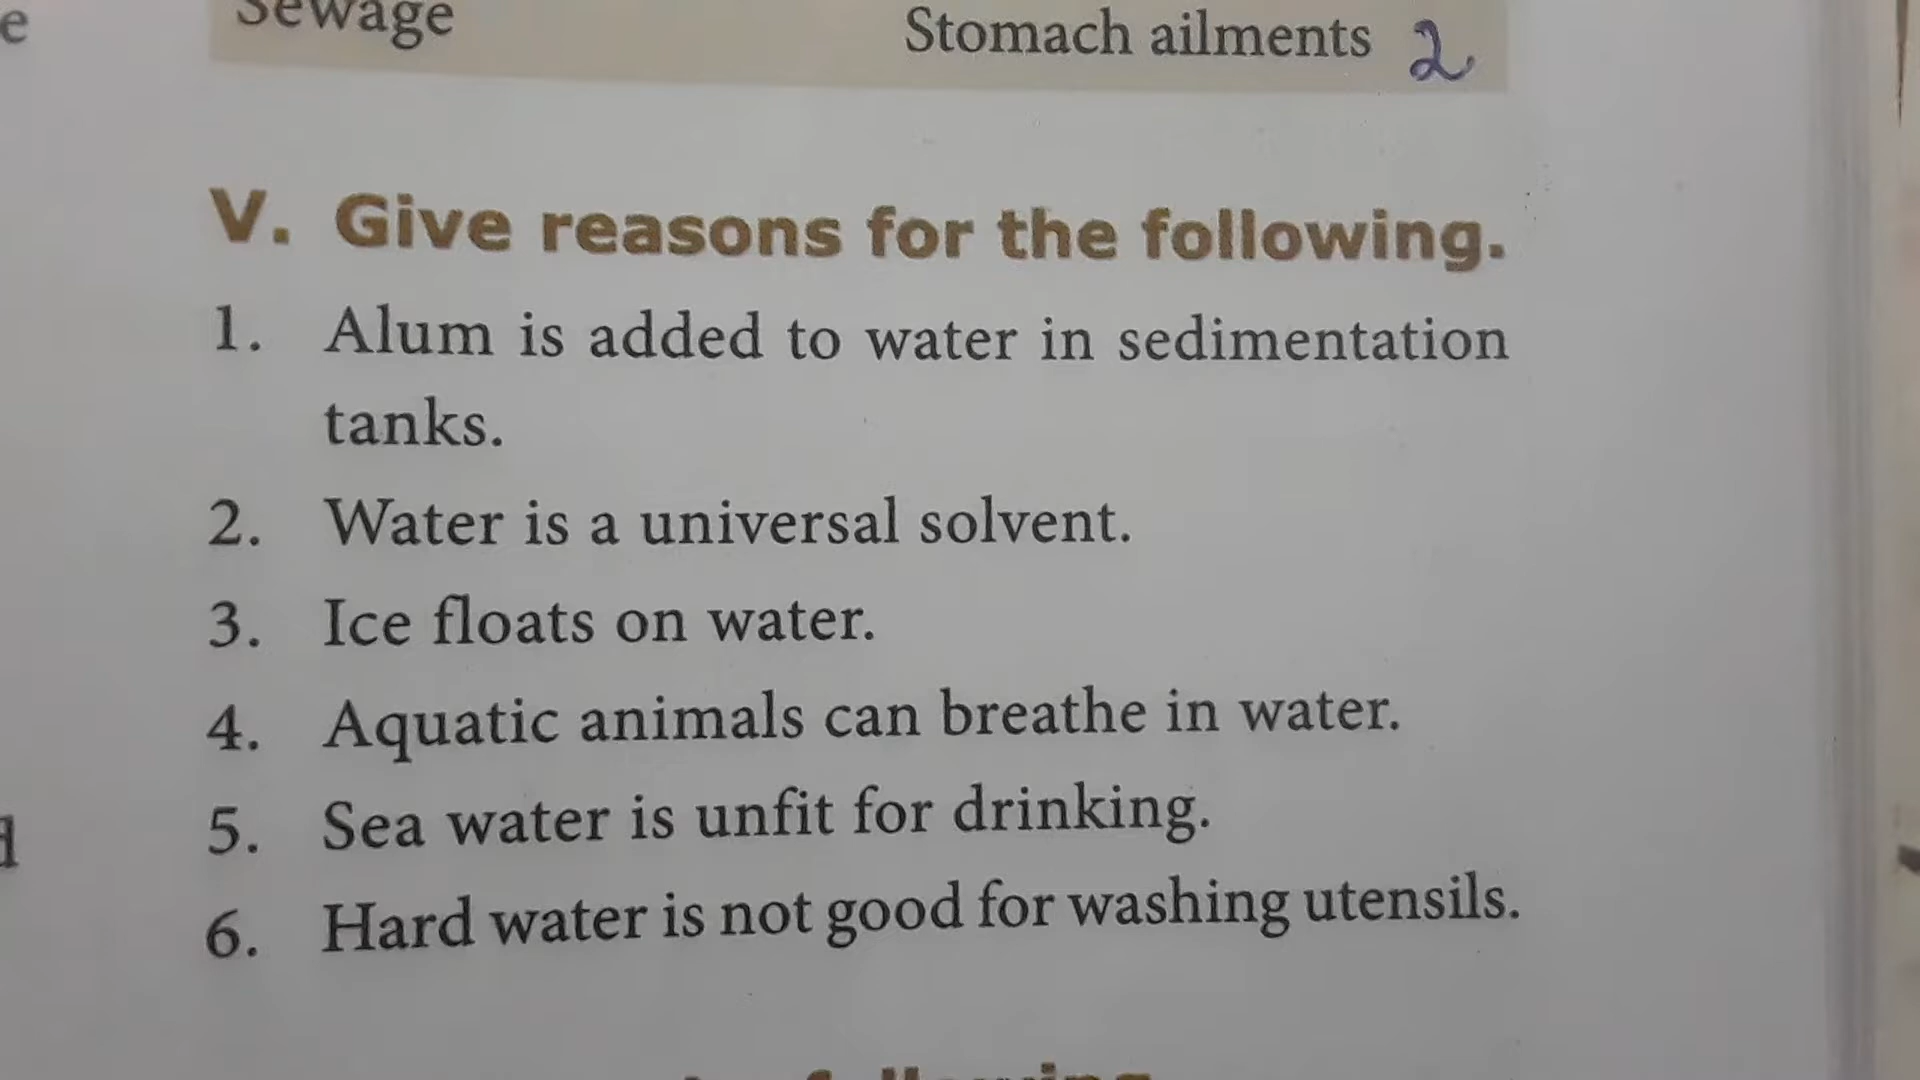 e
Sewage Stomach ailments 2
V. Give reasons for the following.
1. Alum is added to water in sedimentation
tanks.
2. Water is a universal solvent.
3. Ice floats on water.
4. Aquatic animals can breathe in water.
5. Sea water is unfit for drinking.
d
6. Hard water is not good for washing utensils.
following